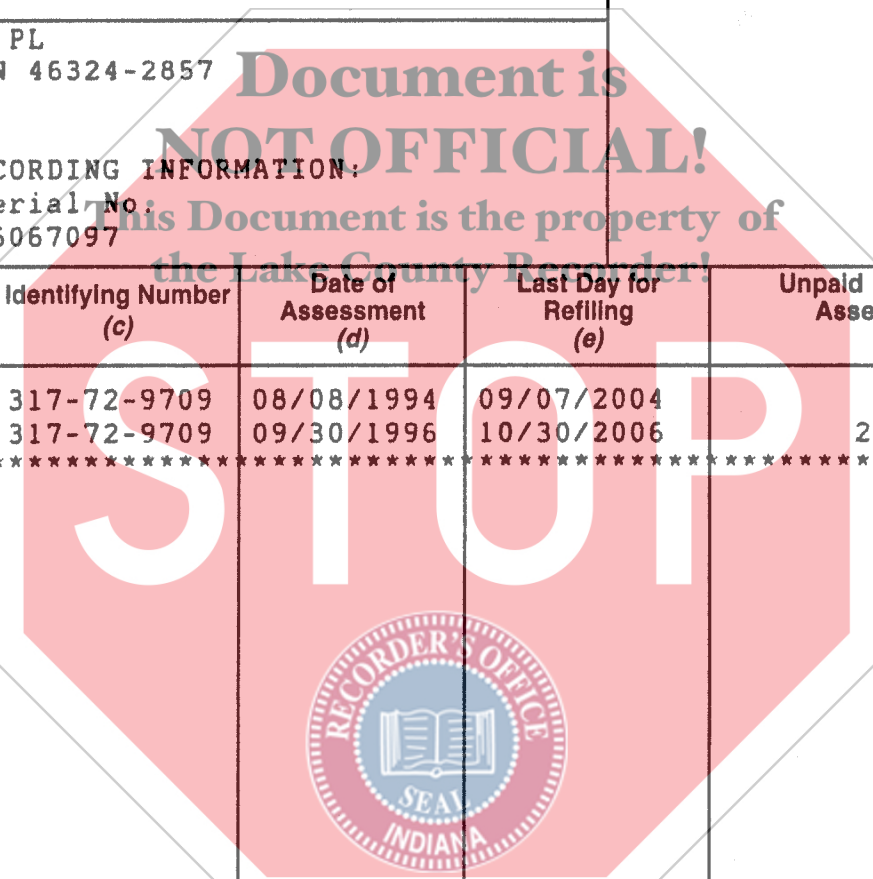 PL
N 46324-2857
Document is
NOT OFFICIAL!
CORDING INFORMATION:
This Document is the property of
erial No.
6067097
the Lake County Recorder!
Identifying Number (c) Date of Assessment (d) Last Day for Refiling (e) Unpaid Asse
317-72-9709 08/08/1994 09/07/2004
317-72-9709 09/30/1996 10/30/2006 2
STOP
RECORDER'S OFFICE
SEAL
INDIANA